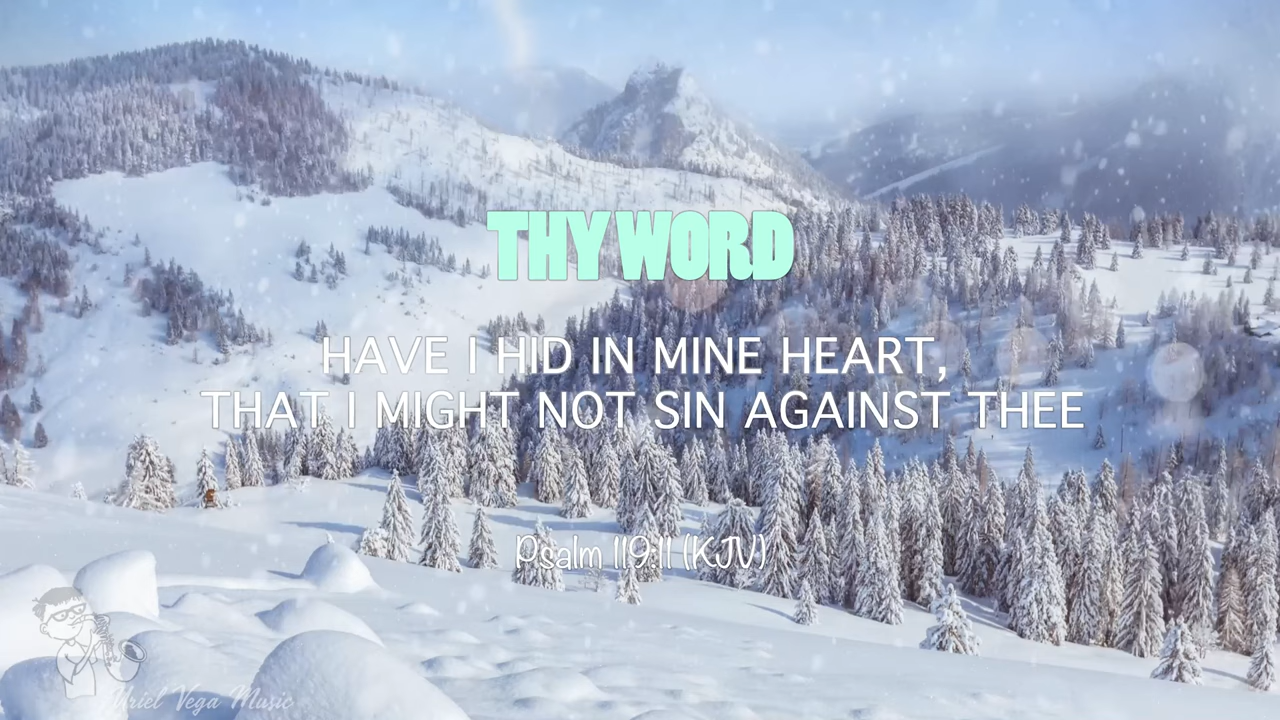 THY WORD
HAVE I HID IN MINE HEART,
THAT I MIGHT NOT SIN AGAINST THEE
Psalm 119:11 (KJV)
Uriel Vega Music